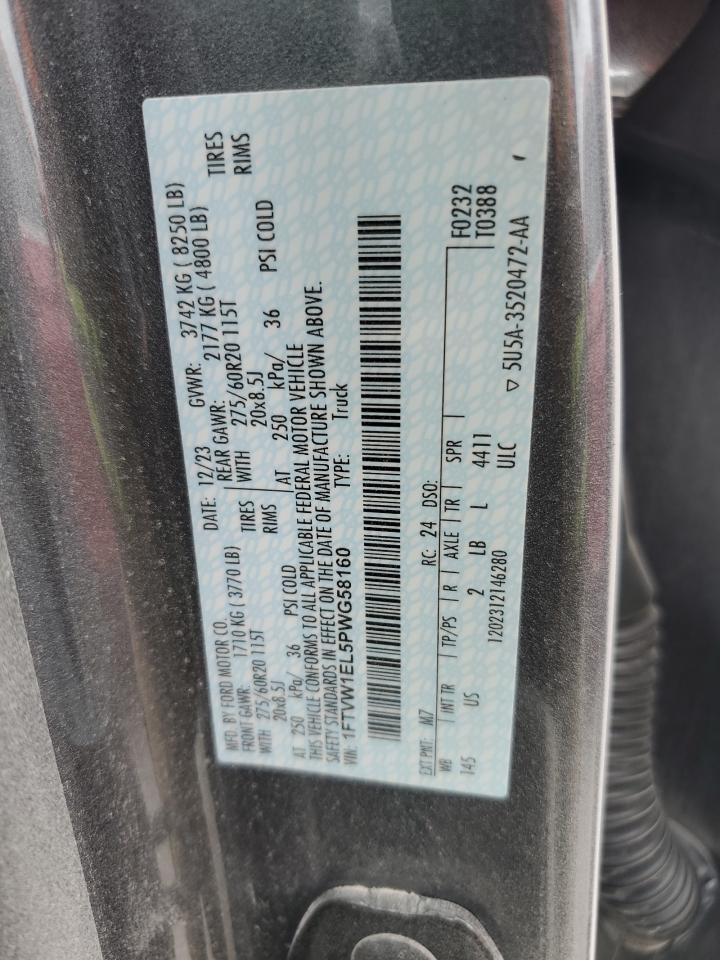 MFD. BY FORD MOTOR CO. DATE: 12/23 GVWR: 3742 KG ( 8250 LB)
FRONT GAWR: 1710 KG ( 3770 LB) REAR GAWR: 2177 KG ( 4800 LB)
WITH 275/60R20 115T TIRES WITH 275/60R20 115T TIRES
20x8.5J RIMS 20x8.5J RIMS
AT 250 kPa/ 36 PSI COLD AT 250 kPa/ 36 PSI COLD
THIS VEHICLE CONFORMS TO ALL APPLICABLE FEDERAL MOTOR VEHICLE
SAFETY STANDARDS IN EFFECT ON THE DATE OF MANUFACTURE SHOWN ABOVE.
VIN: 1FTVW1EL5PWG58160 TYPE: Truck
EXT PNT: M7 RC: 24 DSO:
WB INT TR TP/PS R AXLE TR SPR F0232
145 US 2 LB L 4411 T0388
1202312146280 ULC
▽ 5U5A-3520472-AA